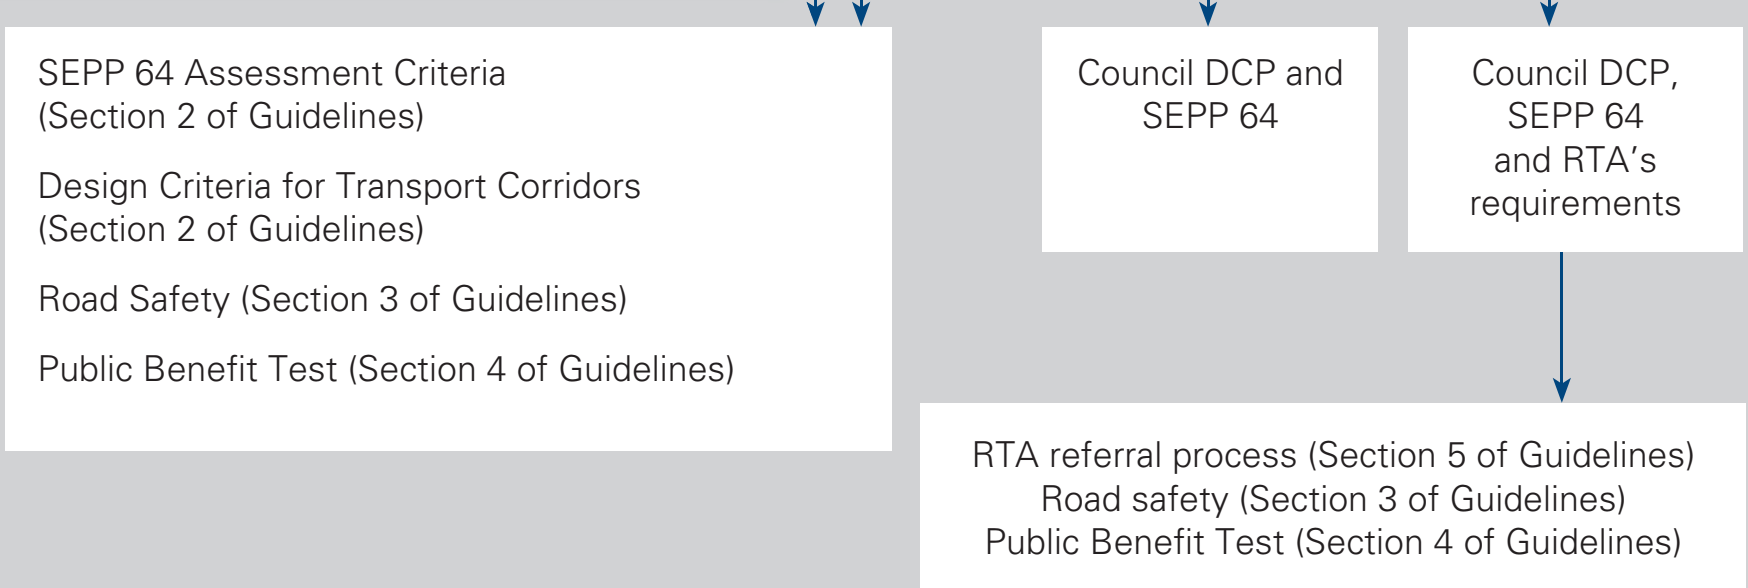 SEPP 64 Assessment Criteria
(Section 2 of Guidelines)
Design Criteria for Transport Corridors
(Section 2 of Guidelines)
Road Safety (Section 3 of Guidelines)
Public Benefit Test (Section 4 of Guidelines)
Council DCP and
SEPP 64
Council DCP,
SEPP 64
and RTA’s
requirements
RTA referral process (Section 5 of Guidelines)
Road safety (Section 3 of Guidelines)
Public Benefit Test (Section 4 of Guidelines)